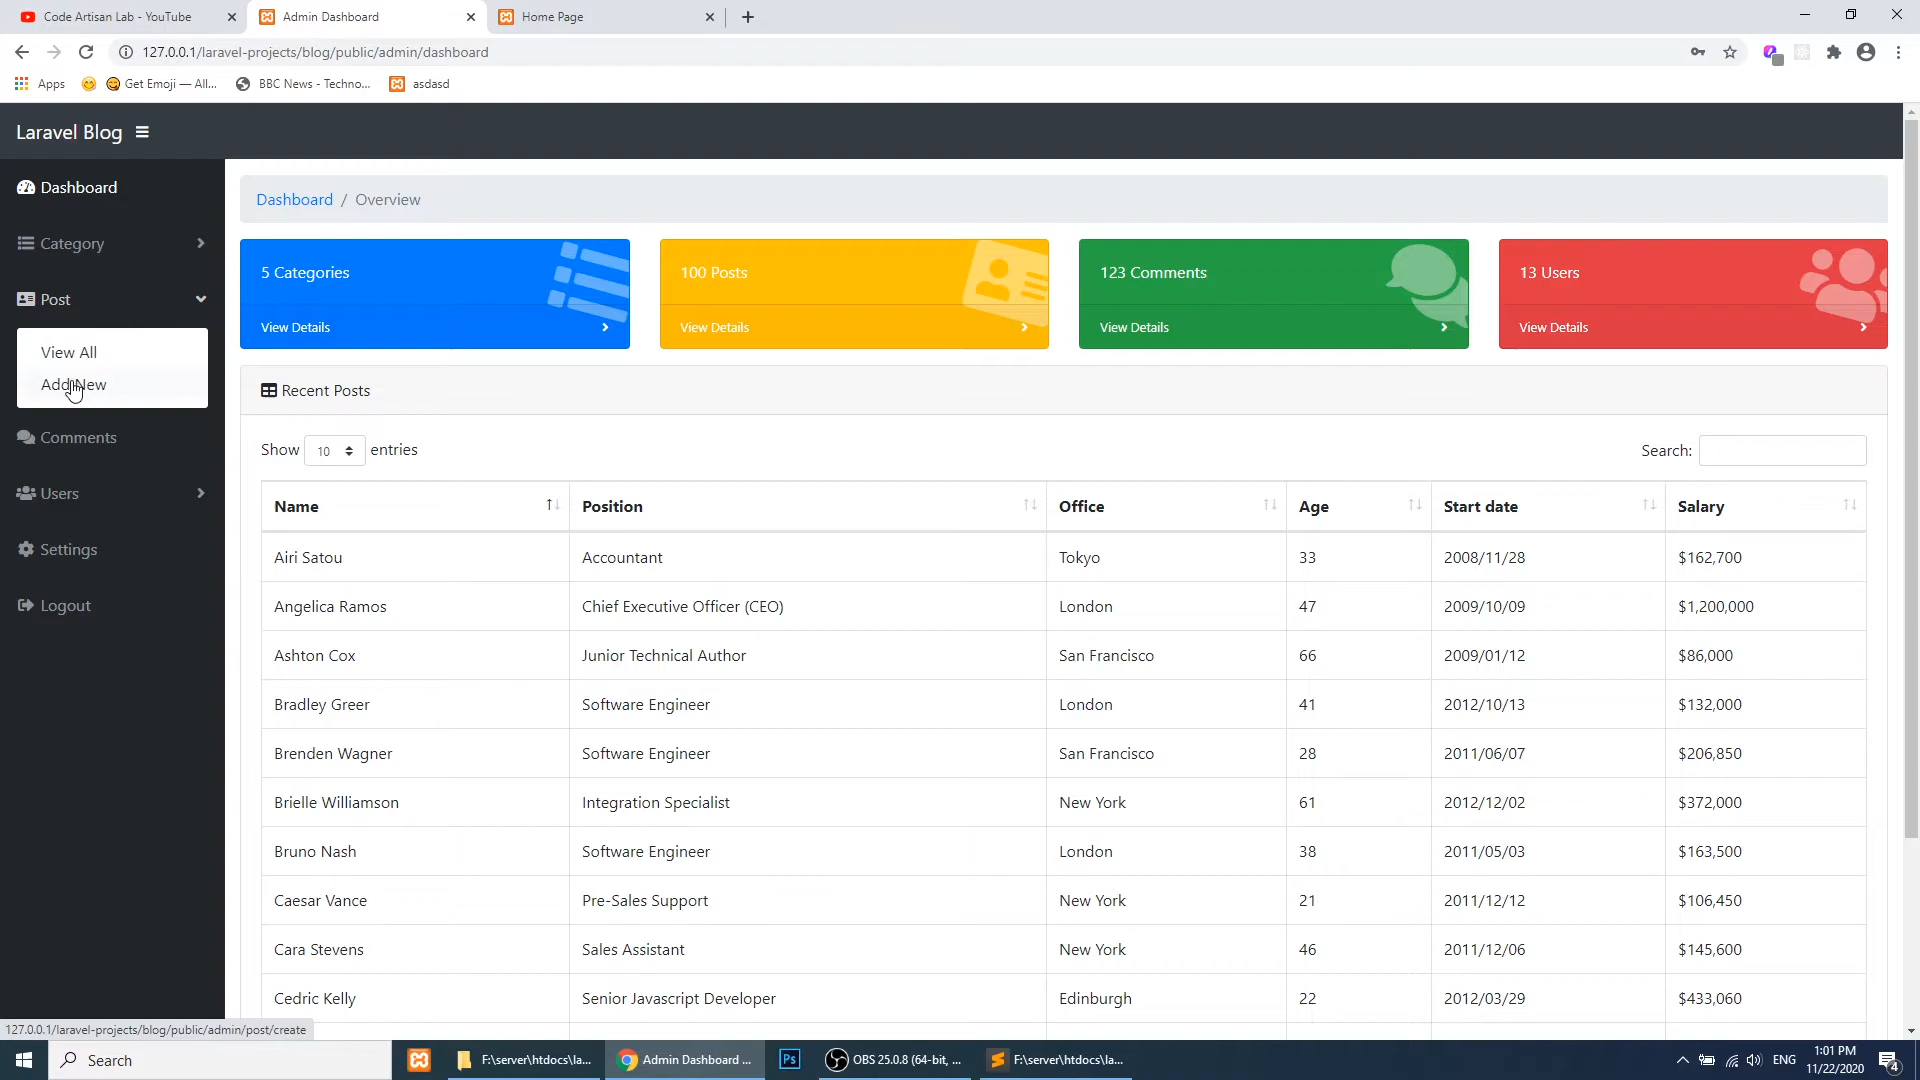 Code Artisan Lab - YouTube
Admin Dashboard
Home Page
127.0.0.1/laravel-projects/blog/public/admin/dashboard
Apps
Get Emoji — All...
BBC News - Techno...
asdasd
Laravel Blog
Dashboard
Category
Post
View All
Add New
Comments
Users
Settings
Logout
Dashboard / Overview
5 Categories
View Details
100 Posts
View Details
123 Comments
View Details
13 Users
View Details
Recent Posts
Show 10 entries
Search:
Name Position Office Age Start date Salary
Airi Satou Accountant Tokyo 33 2008/11/28 $162,700
Angelica Ramos Chief Executive Officer (CEO) London 47 2009/10/09 $1,200,000
Ashton Cox Junior Technical Author San Francisco 66 2009/01/12 $86,000
Bradley Greer Software Engineer London 41 2012/10/13 $132,000
Brenden Wagner Software Engineer San Francisco 28 2011/06/07 $206,850
Brielle Williamson Integration Specialist New York 61 2012/12/02 $372,000
Bruno Nash Software Engineer London 38 2011/05/03 $163,500
Caesar Vance Pre-Sales Support New York 21 2011/12/12 $106,450
Cara Stevens Sales Assistant New York 46 2011/12/06 $145,600
Cedric Kelly Senior Javascript Developer Edinburgh 22 2012/03/29 $433,060
127.0.0.1/laravel-projects/blog/public/admin/post/create
Search
F:\server\htdocs\la...
Admin Dashboard ...
Ps
OBS 25.0.8 (64-bit, ...
F:\server\htdocs\la...
ENG
1:01 PM
11/22/2020
4